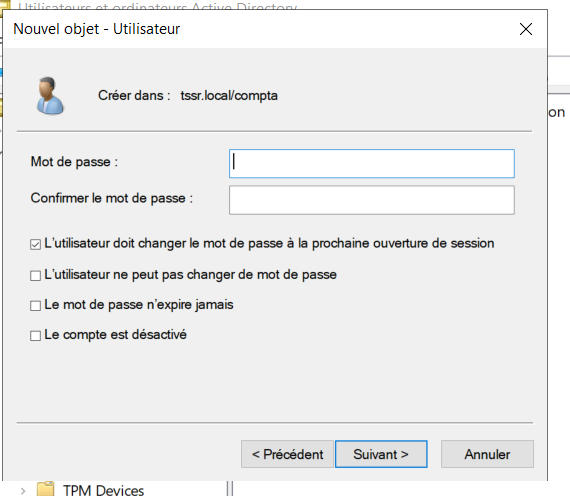 Utilisateurs et ordinateurs Active Directory
Nouvel objet - Utilisateur
Créer dans : tssr.local/compta
on
Mot de passe :
Confirmer le mot de passe :
L'utilisateur doit changer le mot de passe à la prochaine ouverture de session
L'utilisateur ne peut pas changer de mot de passe
Le mot de passe n'expire jamais
Le compte est désactivé
< Précédent Suivant > Annuler
TPM Devices